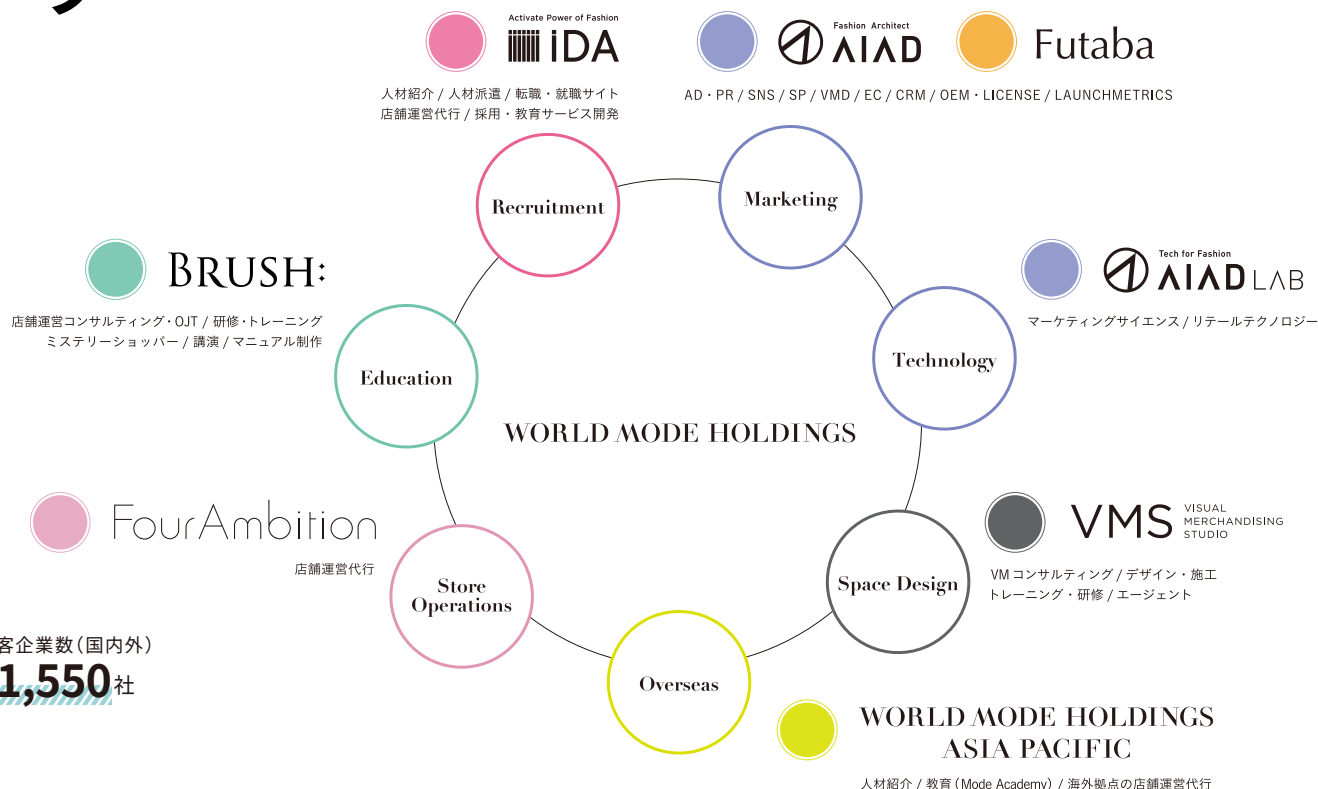 Activate Power of Fashion
iDA
人材紹介 / 人材派遣 / 転職・就職サイト
店舗運営代行 / 採用・教育サービス開発
Fashion Architect
AIAD
Futaba
AD・PR / SNS / SP / VMD / EC / CRM / OEM・LICENSE / LAUNCHMETRICS
Recruitment
Marketing
BRUSH:
店舗運営コンサルティング・OJT / 研修・トレーニング
ミステリーショッパー / 講演 / マニュアル制作
Tech for Fashion
AIAD LAB
マーケティングサイエンス / リテールテクノロジー
Education
Technology
WORLD MODE HOLDINGS
FourAmbition
店舗運営代行
VMS VISUAL
MERCHANDISING
STUDIO
VM コンサルティング / デザイン・施工
トレーニング・研修 / エージェント
Store
Operations
Space Design
客企業数(国内外)
1,550社
Overseas
WORLD MODE HOLDINGS
ASIA PACIFIC
人材紹介 / 教育(Mode Academy) / 海外拠点の店舗運営代行